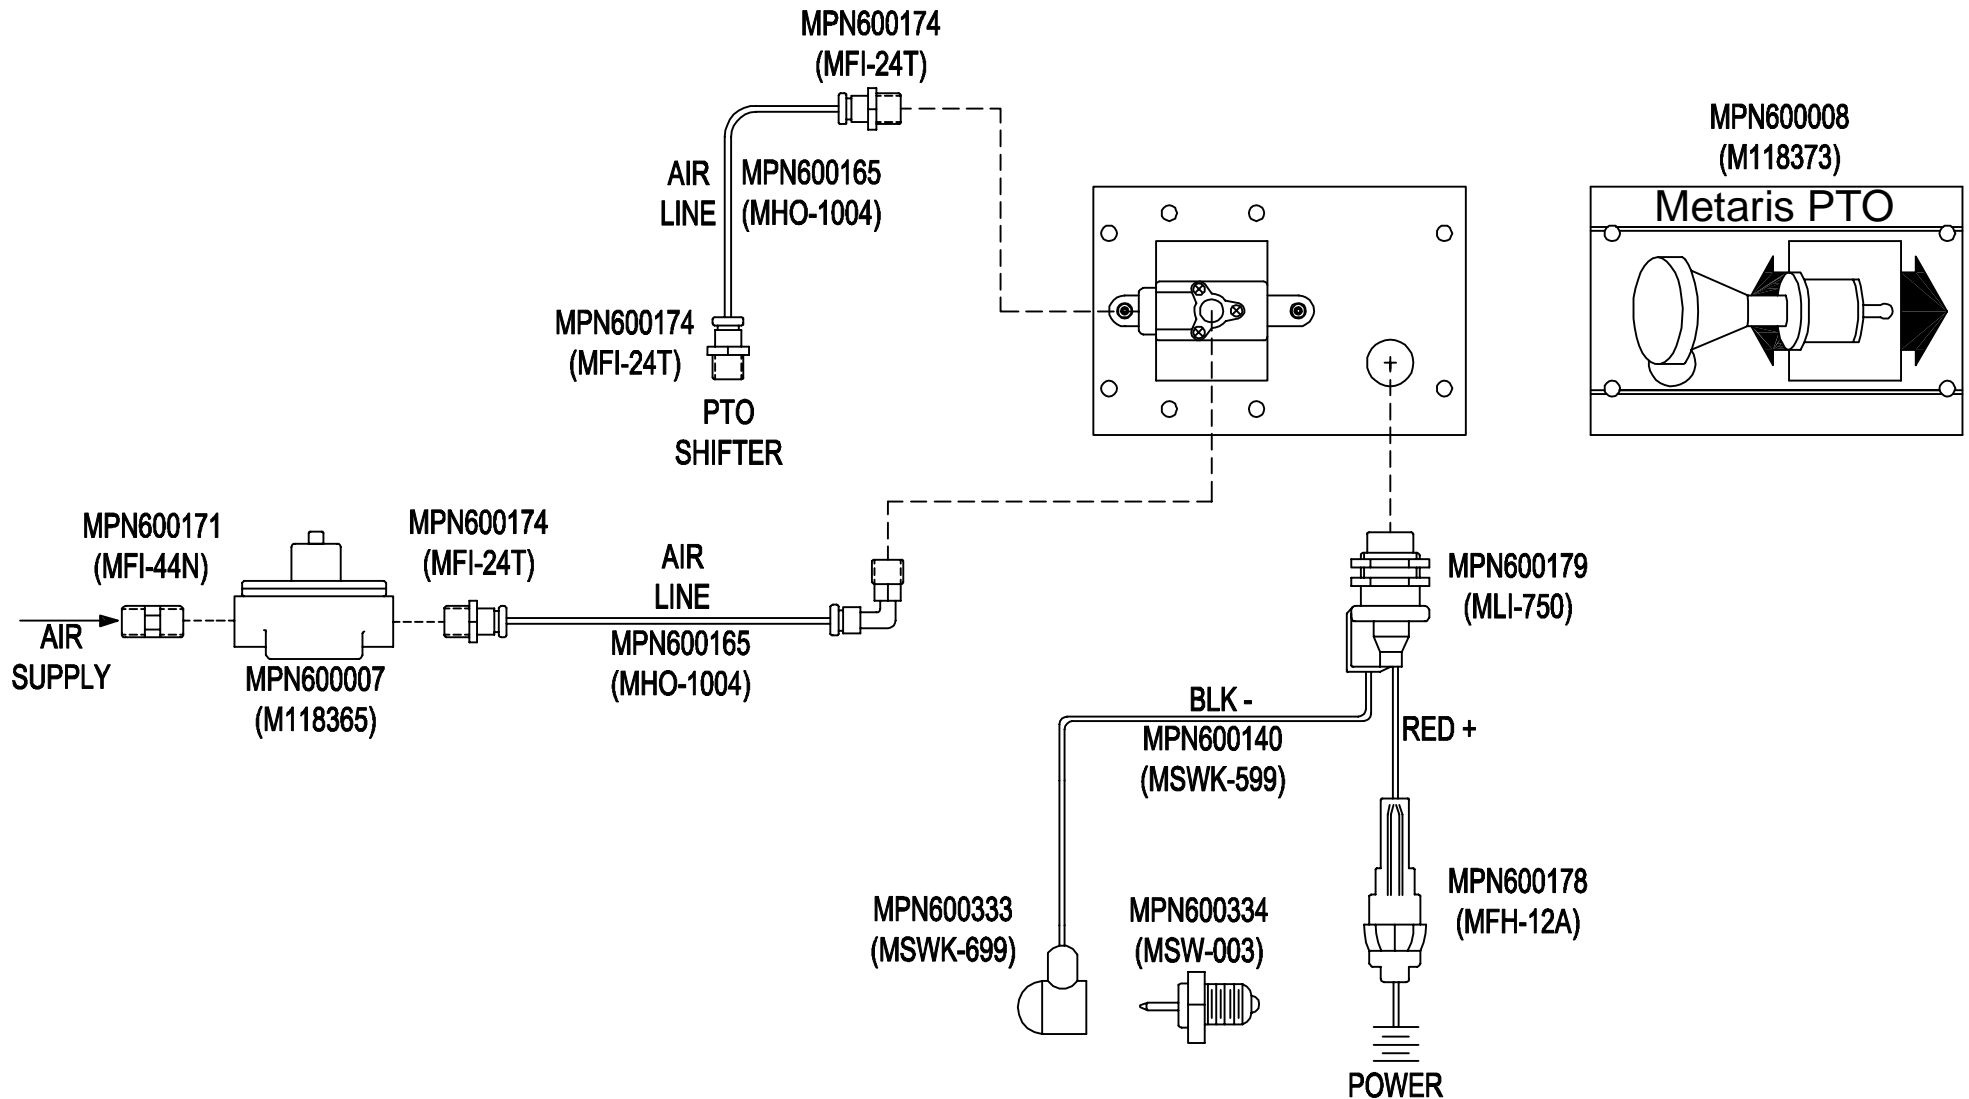 MPN600174
(MFI-24T)
AIR
LINE
MPN600165
(MHO-1004)
MPN600174
(MFI-24T)
PTO
SHIFTER
MPN600008
(M118373)
Metaris PTO
MPN600171
(MFI-44N)
AIR
SUPPLY
MPN600007
(M118365)
MPN600174
(MFI-24T)
AIR
LINE
MPN600165
(MHO-1004)
MPN600179
(MLI-750)
BLK -
MPN600140
(MSWK-599)
RED +
MPN600333
(MSWK-699)
MPN600334
(MSW-003)
MPN600178
(MFH-12A)
POWER